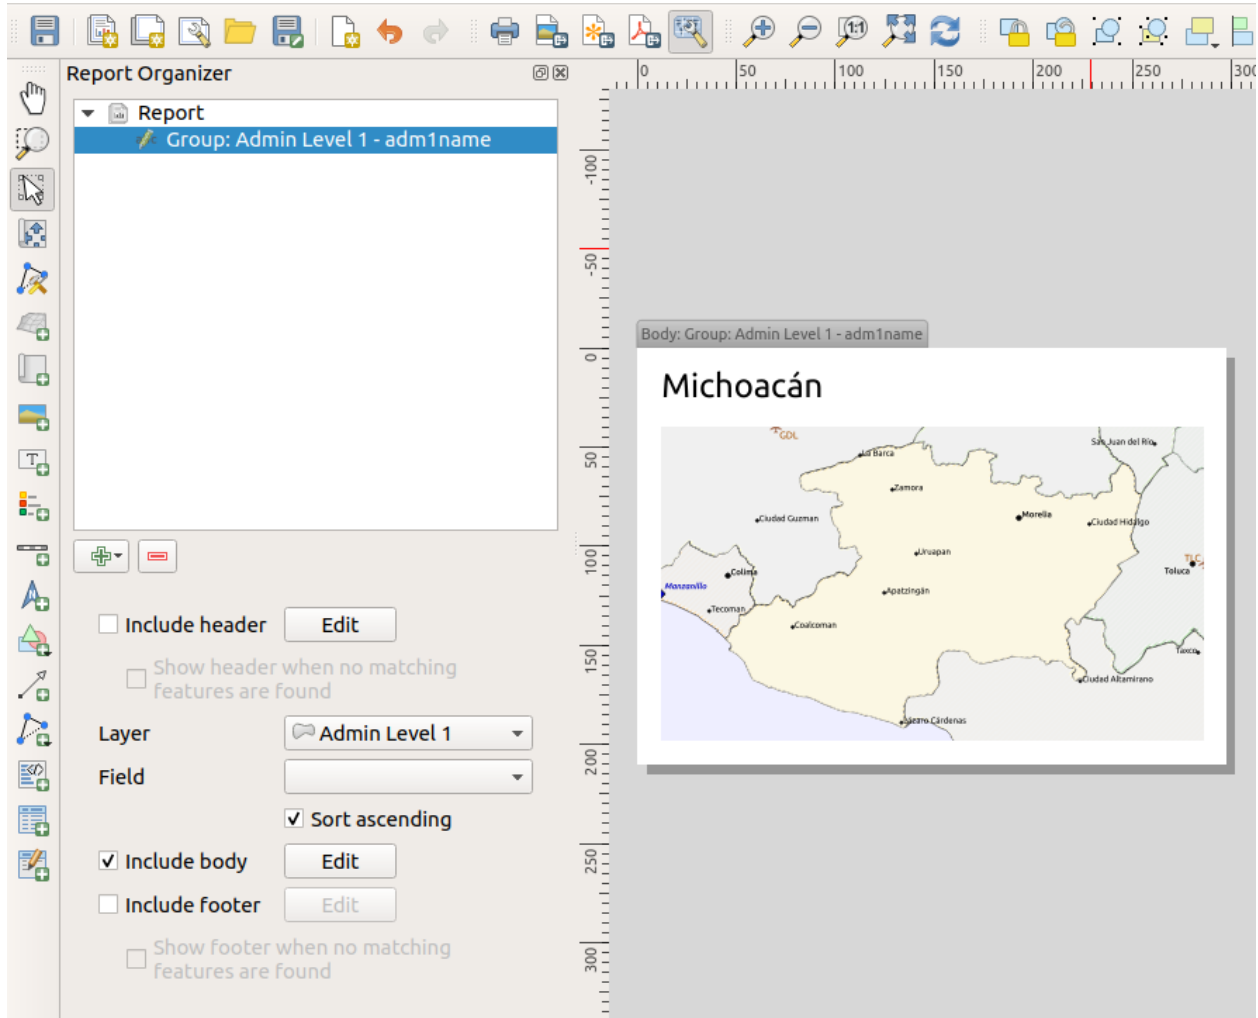 1:1
Report Organizer
Report
Group: Admin Level 1 - adm1name
Include header
Edit
Show header when no matching
features are found
Layer
Admin Level 1
Field
Sort ascending
Include body
Edit
Include footer
Edit
Show footer when no matching
features are found
0
50
100
150
200
250
300
-100
-50
0
50
100
150
200
250
300
Body: Group: Admin Level 1 - adm1name
Michoacán
GDL
San Juan del Río
La Barca
Zamora
Ciudad Guzman
Morelia
Ciudad Hidalgo
Uruapan
TLC
Toluca
Colima
Manzanillo
Apatzingán
Tecoman
Coalcoman
Taxco
Ciudad Altamirano
Lázaro Cárdenas